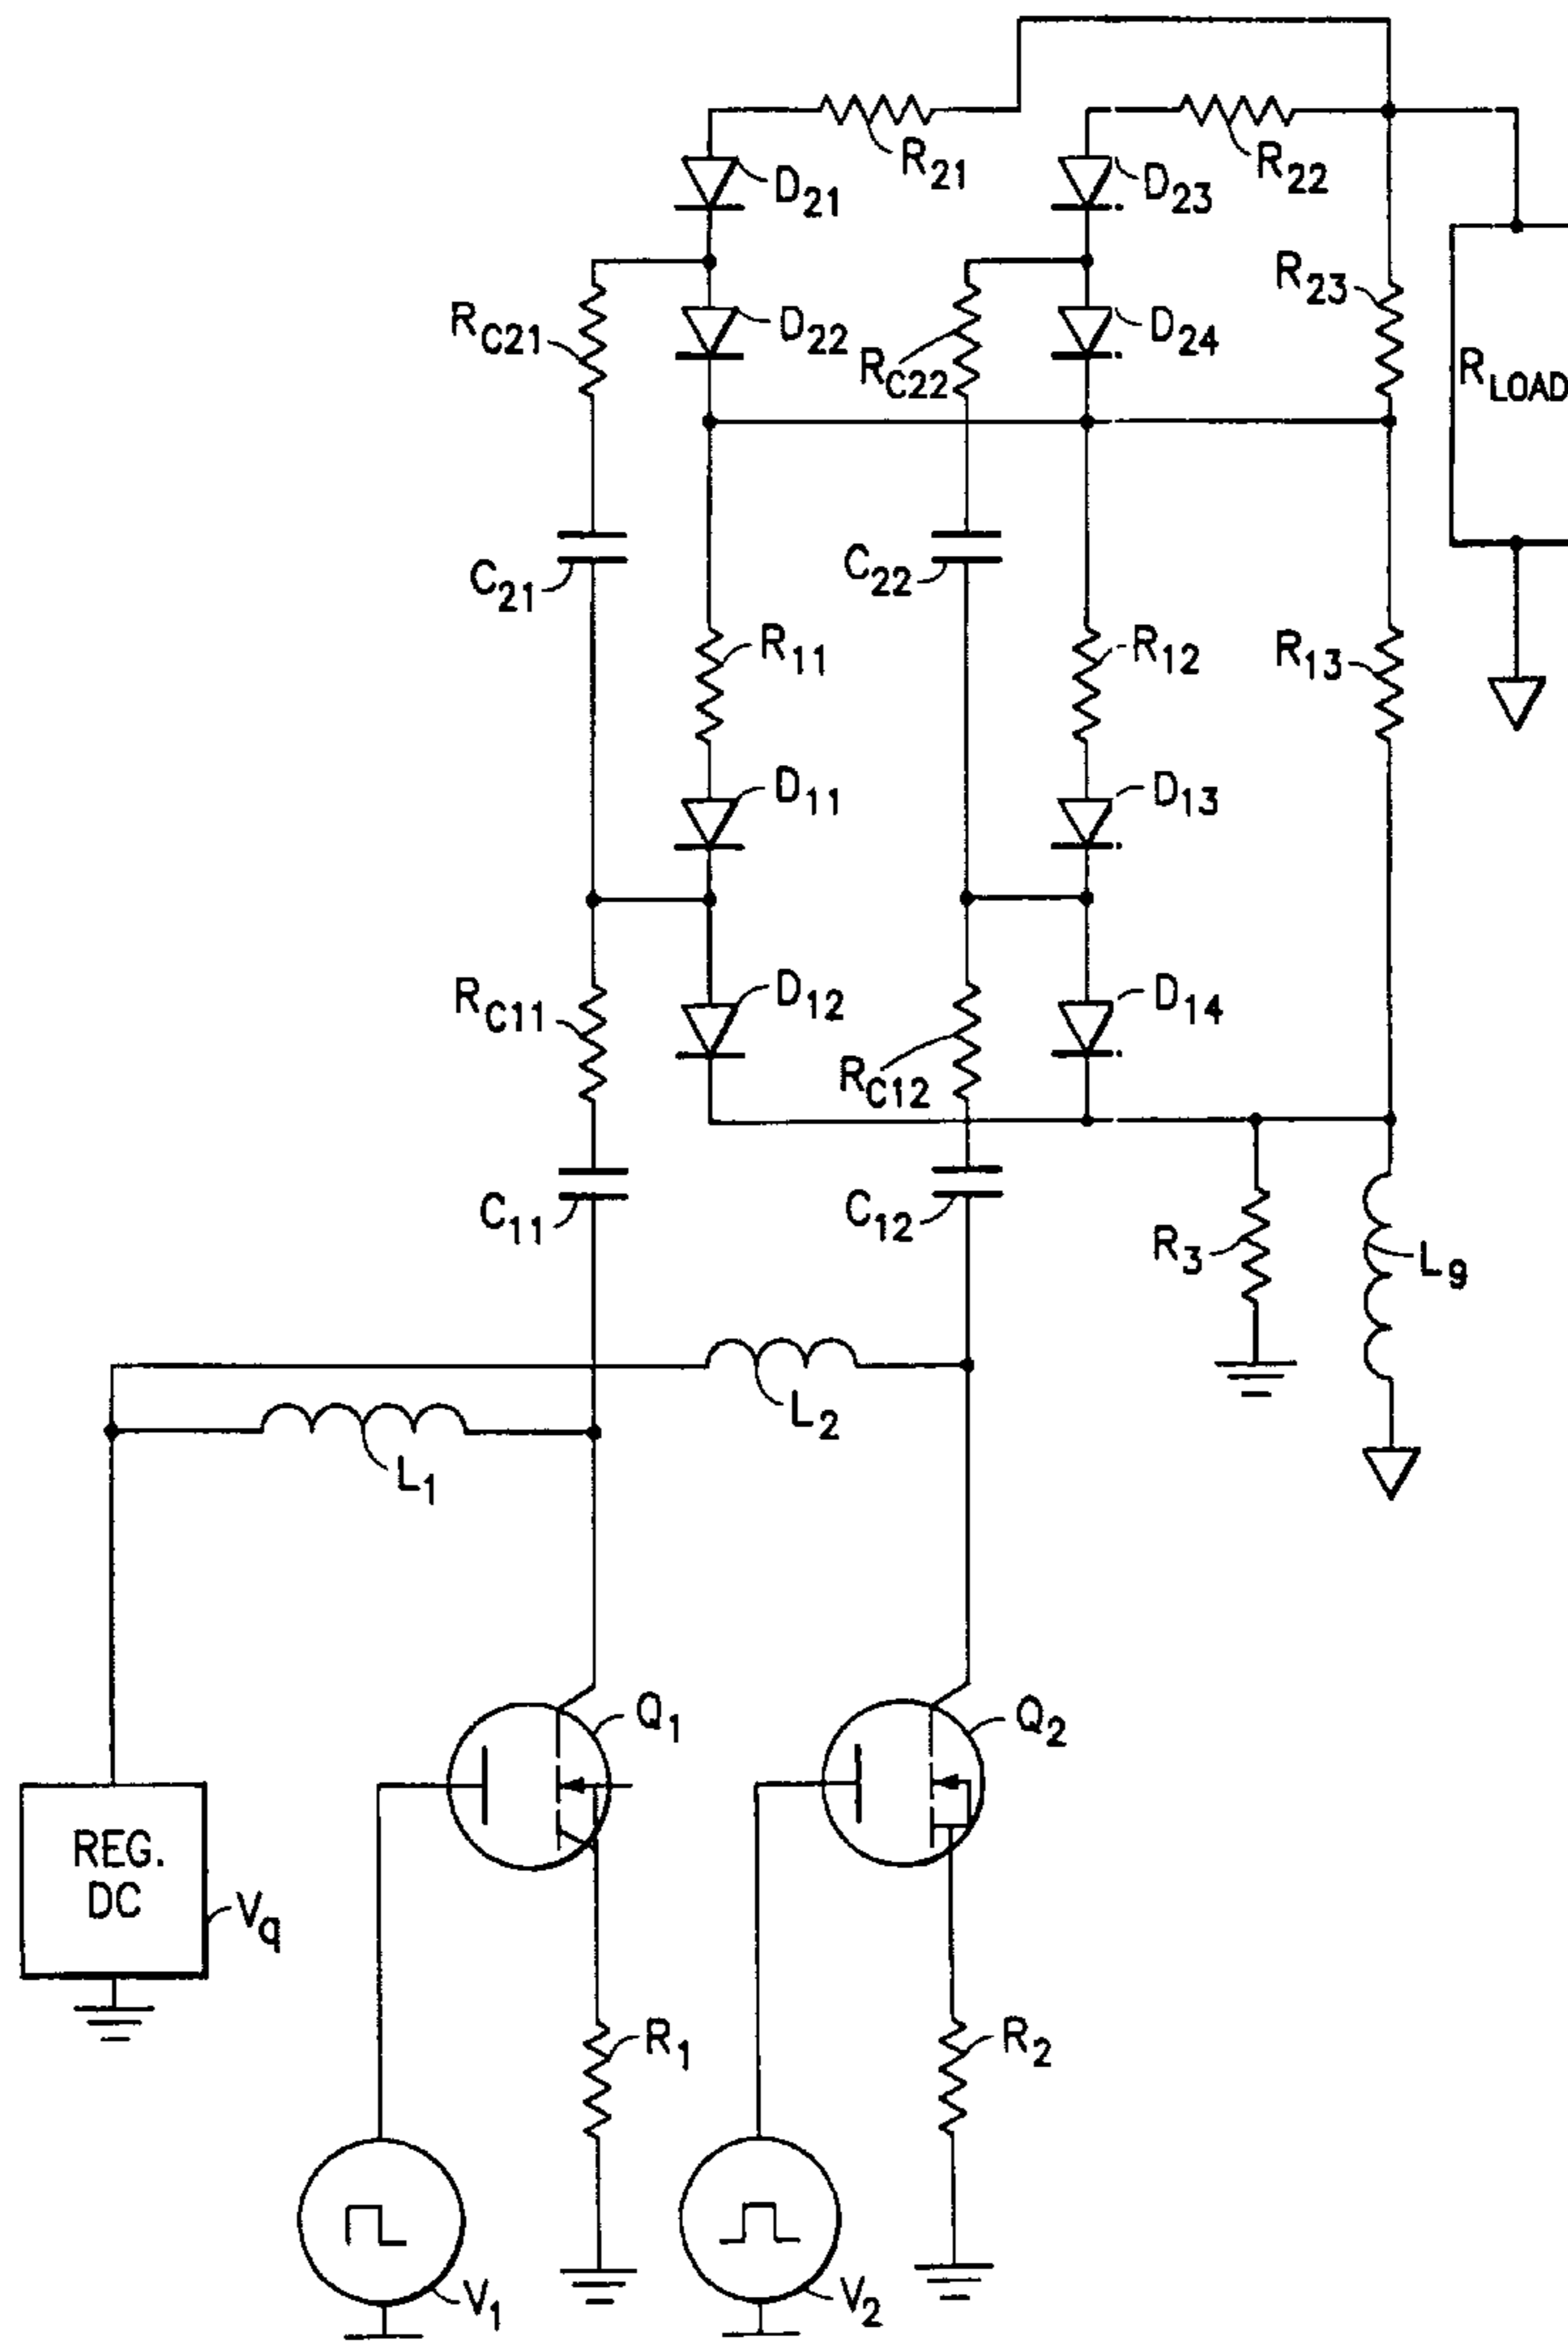 R21
R22
D21
D23
R23
RC21
D22
RC22
D24
RLOAD
C21
C22
R11
R12
R13
D11
D13
RC11
D12
RC12
D14
C11
C12
R3
L9
L2
L1
Q1
Q2
REG.
DC
Vq
R1
R2
V1
V2